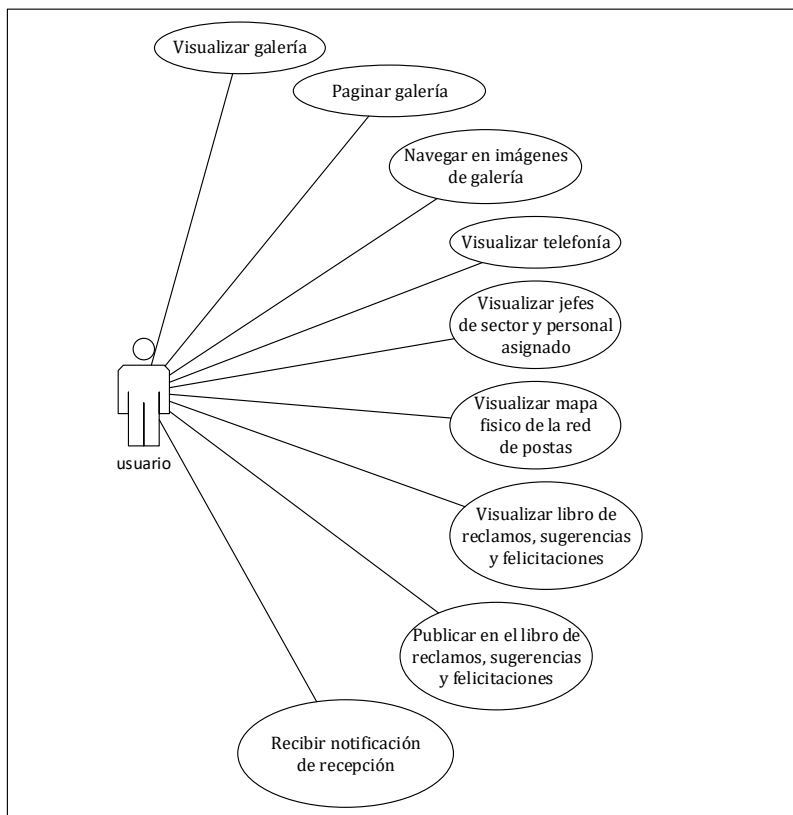 Visualizar galería
Paginar galería
Navegar en imágenes
de galería
Visualizar telefonía
Visualizar jefes
de sector y personal
asignado
Visualizar mapa
fisico de la red
de postas
usuario
Visualizar libro de
reclamos, sugerencias
y felicitaciones
Publicar en el libro de
reclamos, sugerencias
y felicitaciones
Recibir notificación
de recepción